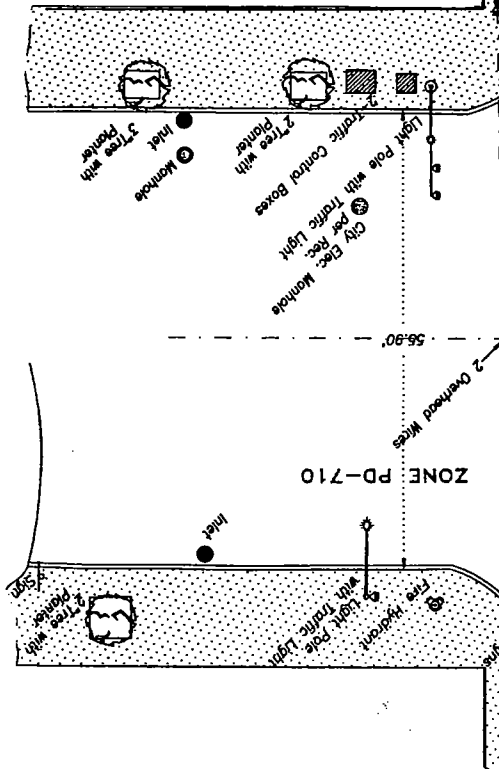 Fire Hydrant
Light Pole
with Traffic Light
2"Tree with
Planter
Sign
Inlet
ZONE PD-710
2 Overhead Wires
56.90'
City Elec. Manhole
per Rec.
Light Pole with Traffic Light
2 Traffic Control Boxes
2"Tree with
Planter
Manhole
Inlet
3"Tree with
Planter